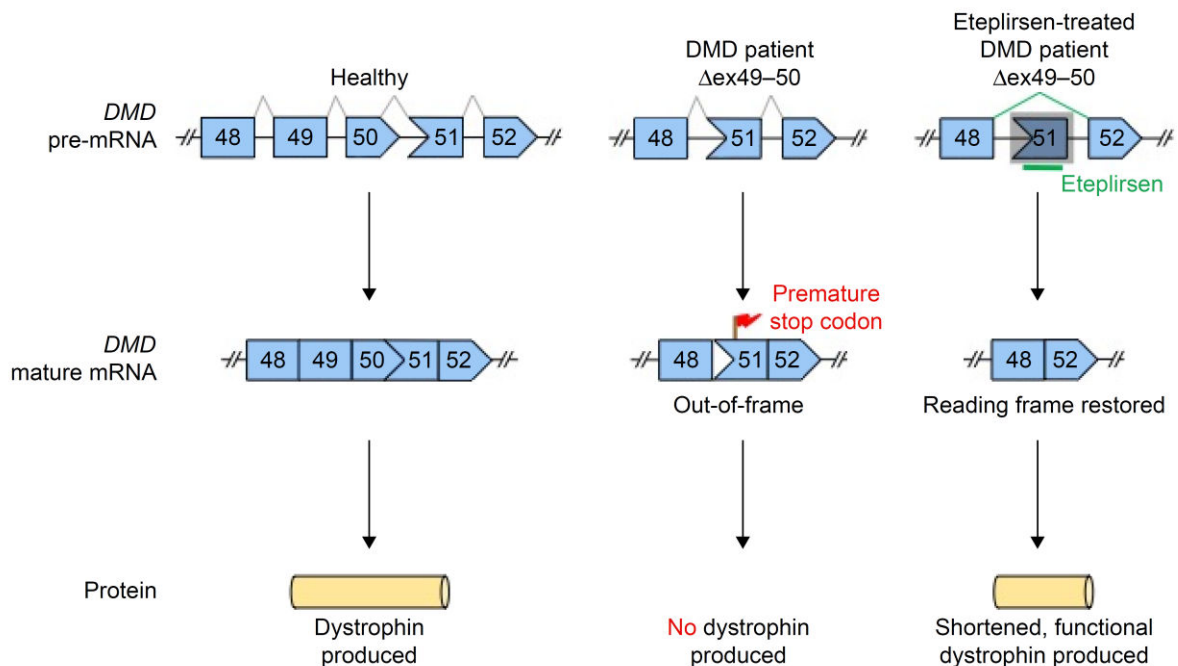 Healthy
DMD patient
Δex49–50
Eteplirsen-treated
DMD patient
Δex49–50
DMD
pre-mRNA
48 49 50 51 52
48 51 52
48 51 52
Eteplirsen
Premature
stop codon
DMD
mature mRNA
48 49 50 51 52
48 51 52
48 52
Out-of-frame
Reading frame restored
Protein
Dystrophin
produced
No dystrophin
produced
Shortened, functional
dystrophin produced